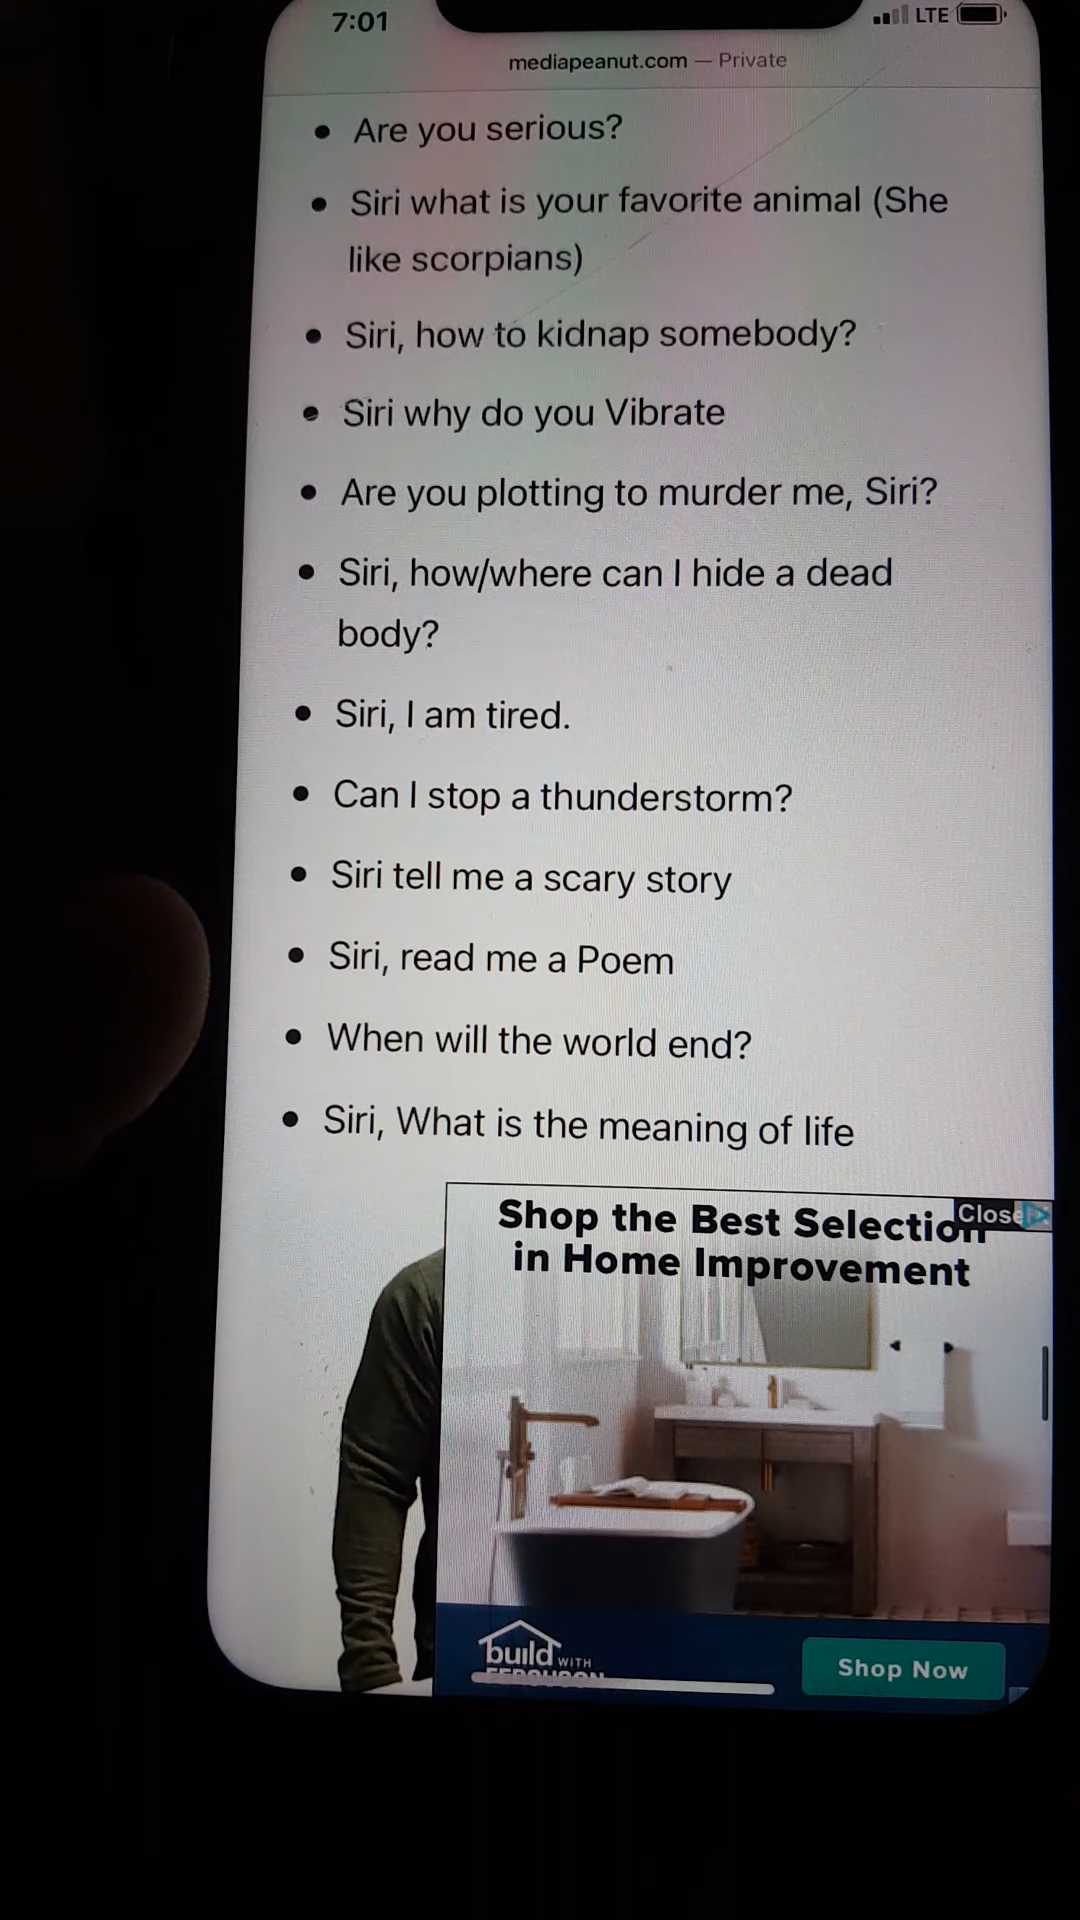 7:01
LTE
mediapeanut.com — Private
• Are you serious?
• Siri what is your favorite animal (She
like scorpians)
• Siri, how to kidnap somebody?
• Siri why do you Vibrate
• Are you plotting to murder me, Siri?
• Siri, how/where can I hide a dead
body?
• Siri, I am tired.
• Can I stop a thunderstorm?
• Siri tell me a scary story
• Siri, read me a Poem
• When will the world end?
• Siri, What is the meaning of life
Shop the Best Selection
Close
in Home Improvement
build WITH
FERGUSON
Shop Now